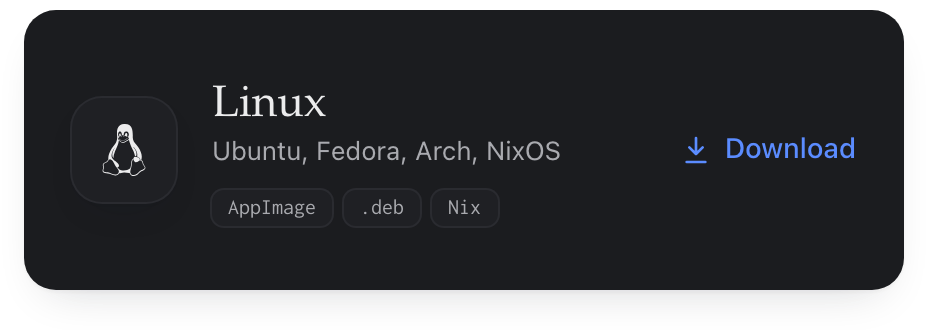 Linux
Ubuntu, Fedora, Arch, NixOS
Download
AppImage .deb Nix